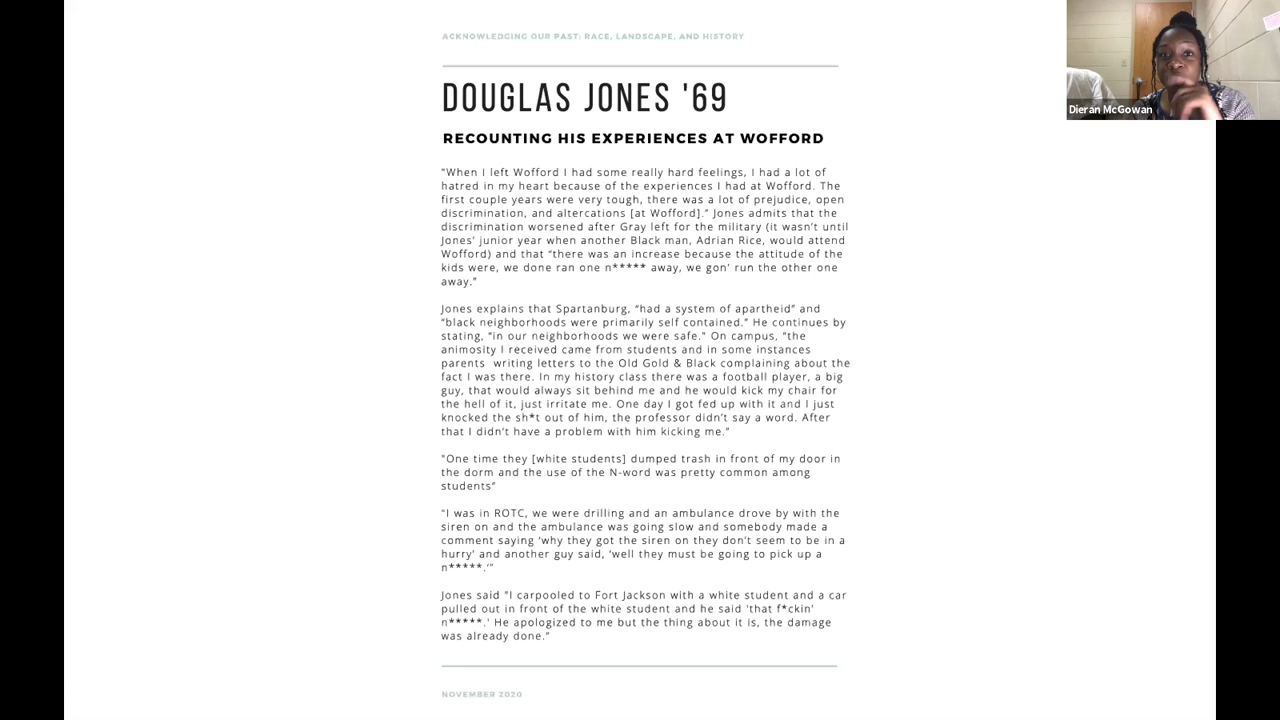 ACKNOWLEDGING OUR PAST: RACE, LANDSCAPE, AND HISTORY
DOUGLAS JONES '69
RECOUNTING HIS EXPERIENCES AT WOFFORD
"When I left Wofford I had some really hard feelings, I had a lot of
hatred in my heart because of the experiences I had at Wofford. The
first couple years were very tough, there was a lot of prejudice, open
discrimination, and altercations [at Wofford].” Jones admits that the
discrimination worsened after Gray left for the military (it wasn’t until
Jones’ junior year when another Black man, Adrian Rice, would attend
Wofford) and that “there was an increase because the attitude of the
kids were, we done ran one n***** away, we gon’ run the other one
away.”
Jones explains that Spartanburg, “had a system of apartheid” and
“black neighborhoods were primarily self contained.” He continues by
stating, “in our neighborhoods we were safe." On campus, “the
animosity I received came from students and in some instances
parents writing letters to the Old Gold & Black complaining about the
fact I was there. In my history class there was a football player, a big
guy, that would always sit behind me and he would kick my chair for
the hell of it, just irritate me. One day I got fed up with it and I just
knocked the sh*t out of him, the professor didn’t say a word. After
that I didn’t have a problem with him kicking me.”
"One time they [white students] dumped trash in front of my door in
the dorm and the use of the N-word was pretty common among
students”
"I was in ROTC, we were drilling and an ambulance drove by with the
siren on and the ambulance was going slow and somebody made a
comment saying ‘why they got the siren on they don’t seem to be in a
hurry’ and another guy said, ‘well they must be going to pick up a
n*****.’”
Jones said "I carpooled to Fort Jackson with a white student and a car
pulled out in front of the white student and he said 'that f*ckin'
n*****.' He apologized to me but the thing about it is, the damage
was already done.”
NOVEMBER 2020
Dieran McGowan